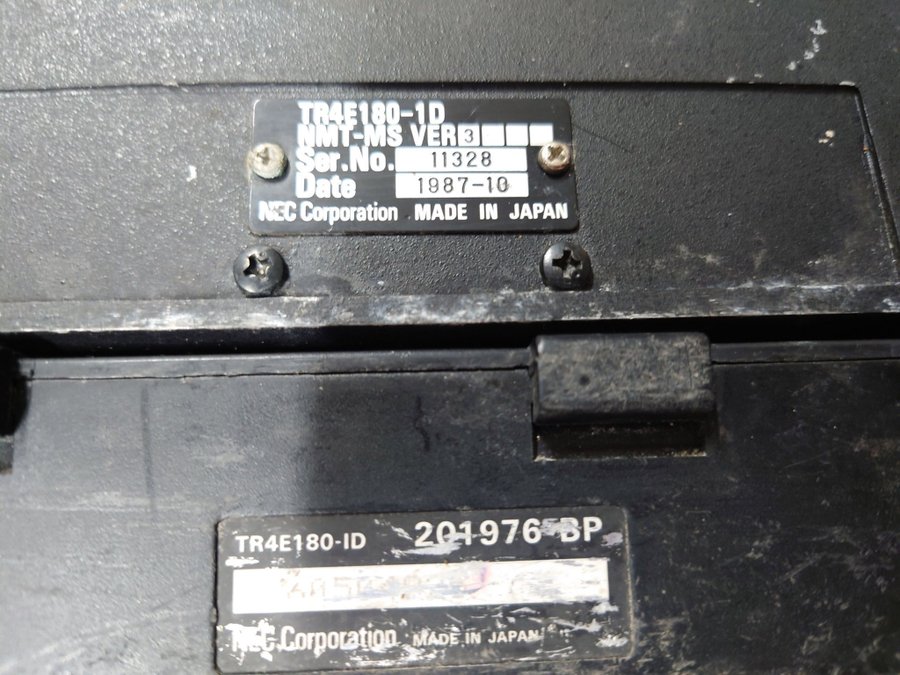 TR4E180-1D
NMT-MS VER 3
Ser.No. 11328
Date 1987-10
NEC Corporation MADE IN JAPAN
TR4E180-ID 201976 BP
NEC Corporation MADE IN JAPAN